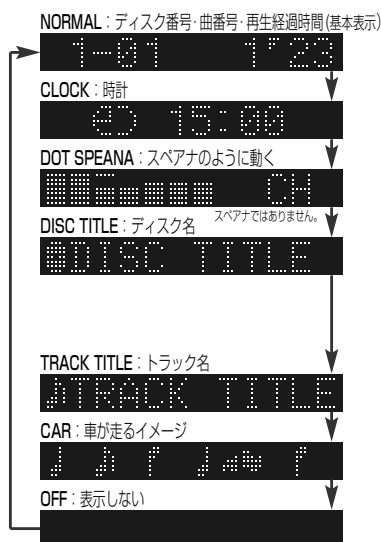 NORMAL：ディスク番号・曲番号・再生経過時間(基本表示)
1-01 1'23
CLOCK：時計
15:00
DOT SPEANA：スペアナのように動く
CH
スペアナではありません。
DISC TITLE：ディスク名
DISC TITLE
TRACK TITLE：トラック名
♪TRACK TITLE
CAR：車が走るイメージ
OFF：表示しない